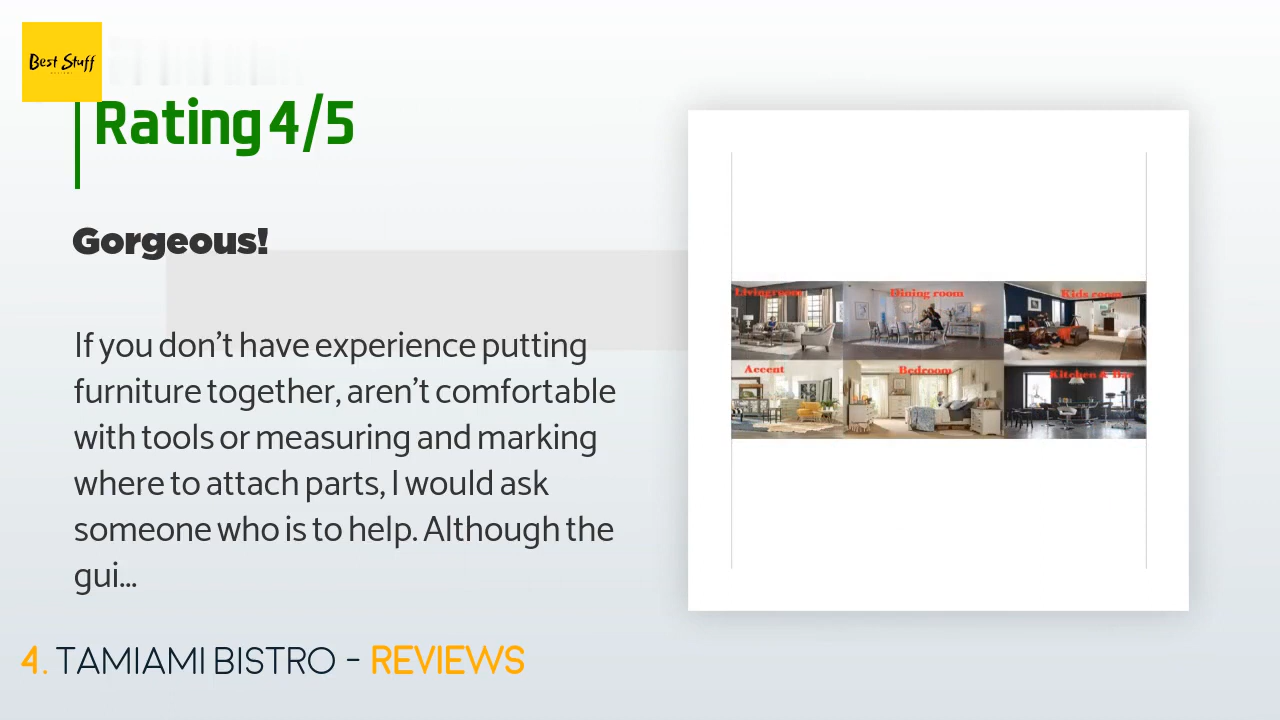 Best Stuff
Rating 4/5
Gorgeous!
If you don't have experience putting
furniture together, aren't comfortable
with tools or measuring and marking
where to attach parts, I would ask
someone who is to help. Although the
gui...
Livingroom
Dining room
Kids room
Accent
Bedroom
Kitchen & Bar
4. TAMIAMI BISTRO - REVIEWS